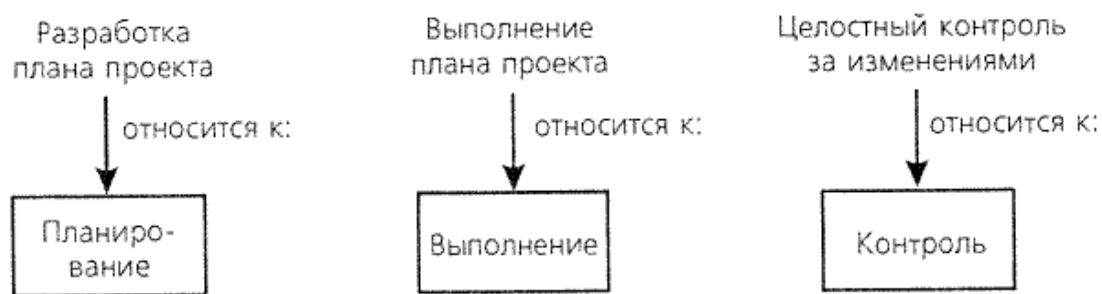 Разработка
плана проекта
относится к:
Планиро-
вание
Выполнение
плана проекта
относится к:
Выполнение
Целостный контроль
за изменениями
относится к:
Контроль